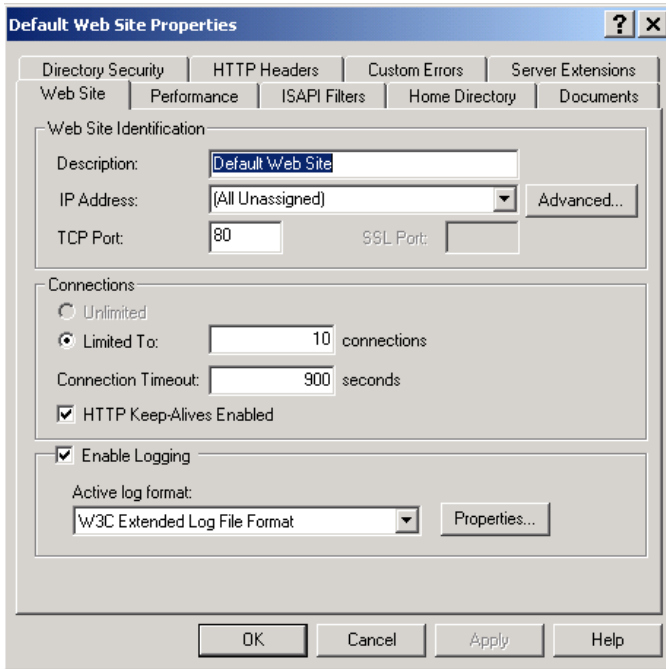 Default Web Site Properties
Directory Security HTTP Headers Custom Errors Server Extensions
Web Site Performance ISAPI Filters Home Directory Documents
Web Site Identification
Description: Default Web Site
IP Address: (All Unassigned) Advanced...
TCP Port: 80 SSL Port:
Connections
Unlimited
Limited To: 10 connections
Connection Timeout: 900 seconds
HTTP Keep-Alives Enabled
Enable Logging
Active log format:
W3C Extended Log File Format Properties...
OK Cancel Apply Help